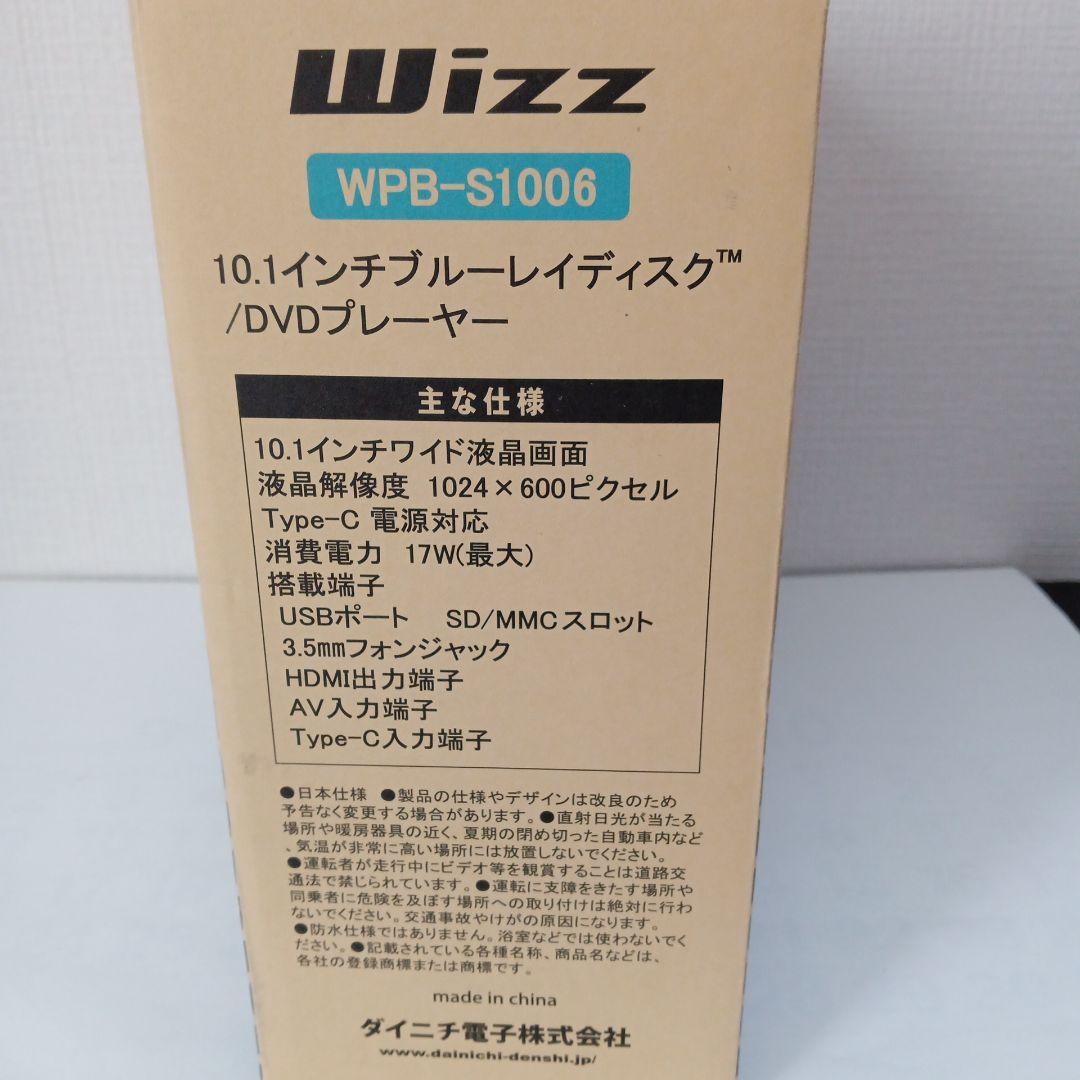 Wizz
WPB-S1006
10.1インチブルーレイディスク™
/DVDプレーヤー
主な仕様
10.1インチワイド液晶画面
液晶解像度 1024×600ピクセル
Type-C 電源対応
消費電力 17W(最大)
搭載端子
USBポート SD/MMCスロット
3.5㎜フォンジャック
HDMI出力端子
AV入力端子
Type-C入力端子
●日本仕様 ●製品の仕様やデザインは改良のため
予告なく変更する場合があります。●直射日光が当たる
場所や暖房器具の近く、夏期の閉め切った自動車内など
、気温が非常に高い場所には放置しないでください。
●運転者が走行中にビデオ等を観賞することは道路交
通法で禁じられています。●運転に支障をきたす場所や
同乗者に危険を及ぼす場所への取り付けは絶対に行わ
ないでください。交通事故やけがの原因になります。
●防水仕様ではありません。浴室などでは使わないでく
ださい。●記載されている各種名称、商品名などは、
各社の登録商標または商標です。
made in china
ダイニチ電子株式会社
www.dainichi-denshi.jp/